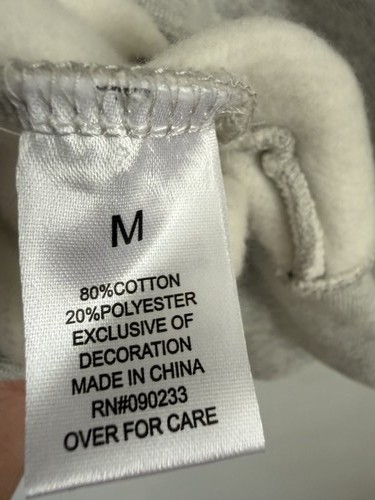 M
80%COTTON
20%POLYESTER
EXCLUSIVE OF
DECORATION
MADE IN CHINA
RN#090233
OVER FOR CARE